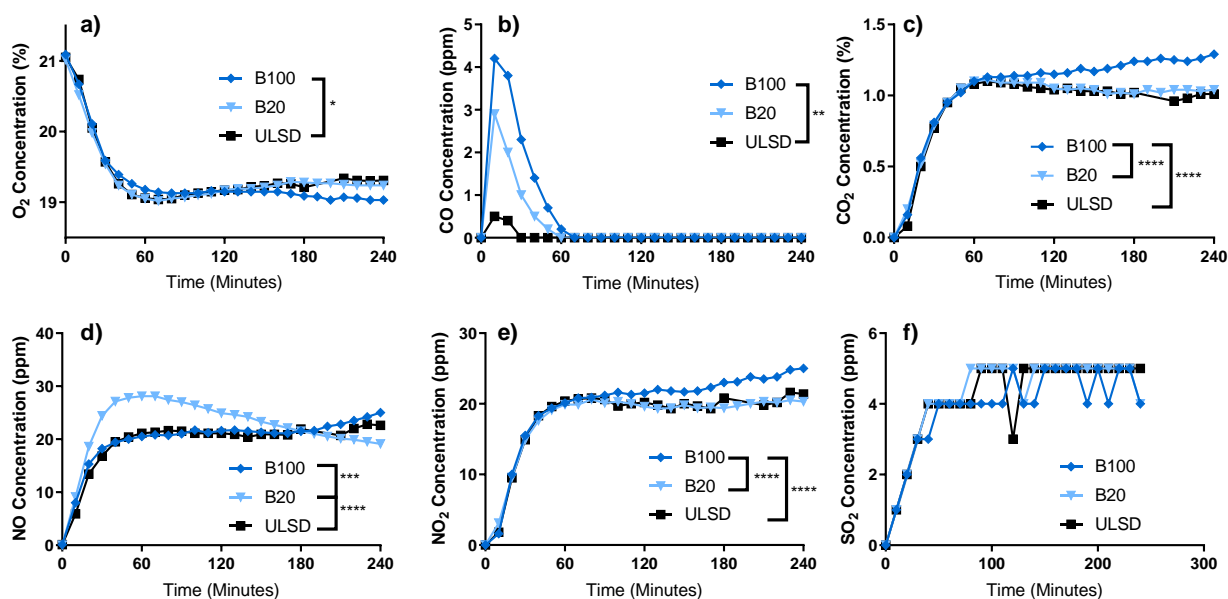 a)
O₂ Concentration (%)
21
20
19
0 60 120 180 240
Time (Minutes)
B100
B20
ULSD
*
b)
CO Concentration (ppm)
5
4
3
2
1
0
0 60 120 180 240
Time (Minutes)
B100
B20
ULSD
**
c)
CO₂ Concentration (%)
1.5
1.0
0.5
0.0
0 60 120 180 240
Time (Minutes)
B100
B20
ULSD
****
****
d)
NO Concentration (ppm)
40
30
20
10
0
0 60 120 180 240
Time (Minutes)
B100
B20
ULSD
***
****
e)
NO₂ Concentration (ppm)
30
20
10
0
0 60 120 180 240
Time (Minutes)
B100
B20
ULSD
****
****
f)
SO₂ Concentration (ppm)
6
4
2
0
0 100 200 300
Time (Minutes)
B100
B20
ULSD